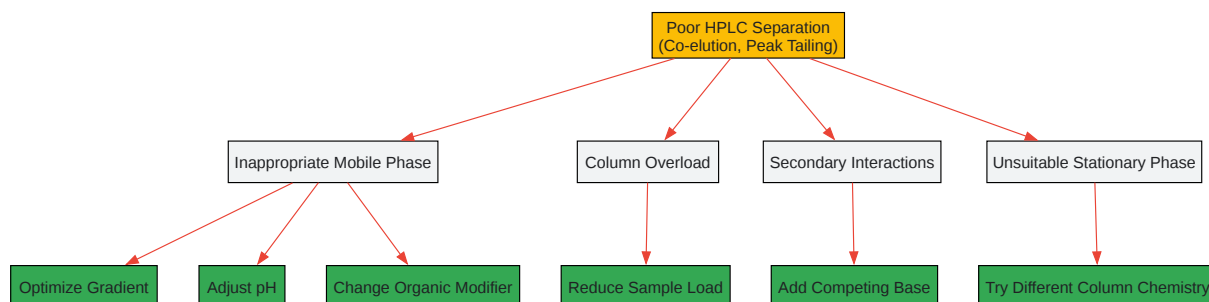 Poor HPLC Separation
(Co-elution, Peak Tailing)
Inappropriate Mobile Phase
Column Overload
Secondary Interactions
Unsuitable Stationary Phase
Optimize Gradient
Adjust pH
Change Organic Modifier
Reduce Sample Load
Add Competing Base
Try Different Column Chemistry